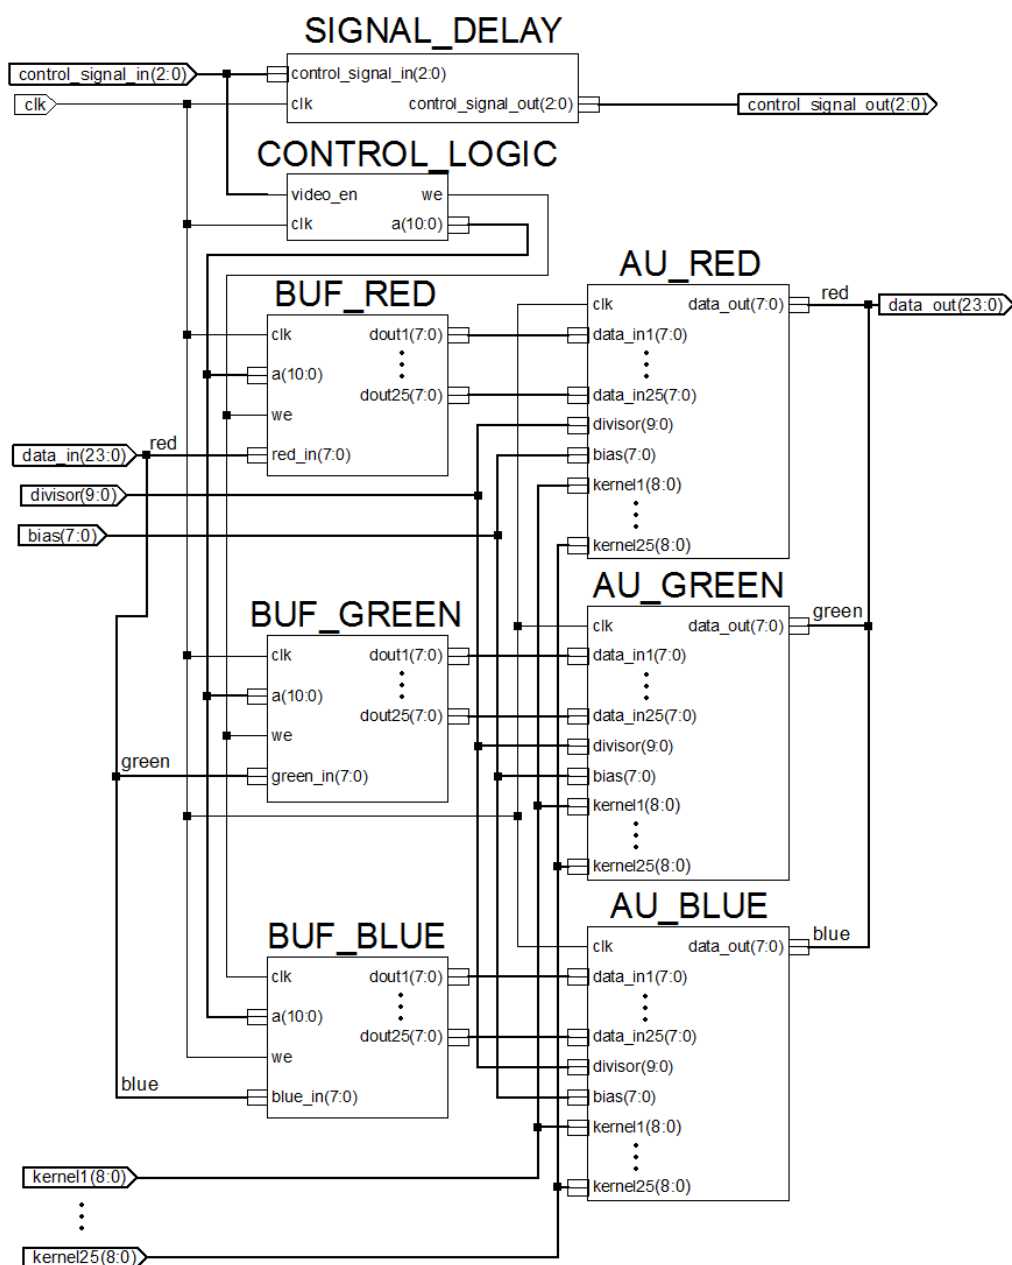 SIGNAL_DELAY
control_signal_in(2:0)
control_signal_in(2:0)
clk
clk
control_signal_out(2:0)
control_signal_out(2:0)
CONTROL_LOGIC
video_en
we
clk
a(10:0)
BUF_RED
clk
dout1(7:0)
a(10:0)
dout25(7:0)
we
red_in(7:0)
AU_RED
clk
data_out(7:0)
red
data_out(23:0)
data_in1(7:0)
data_in25(7:0)
divisor(9:0)
bias(7:0)
kernel1(8:0)
kernel25(8:0)
data_in(23:0)
red
divisor(9:0)
bias(7:0)
BUF_GREEN
clk
dout1(7:0)
a(10:0)
dout25(7:0)
we
green
green_in(7:0)
AU_GREEN
clk
data_out(7:0)
green
data_in1(7:0)
data_in25(7:0)
divisor(9:0)
bias(7:0)
kernel1(8:0)
kernel25(8:0)
BUF_BLUE
clk
dout1(7:0)
a(10:0)
dout25(7:0)
we
blue
blue_in(7:0)
AU_BLUE
clk
data_out(7:0)
blue
data_in1(7:0)
data_in25(7:0)
divisor(9:0)
bias(7:0)
kernel1(8:0)
kernel25(8:0)
kernel1(8:0)
kernel25(8:0)